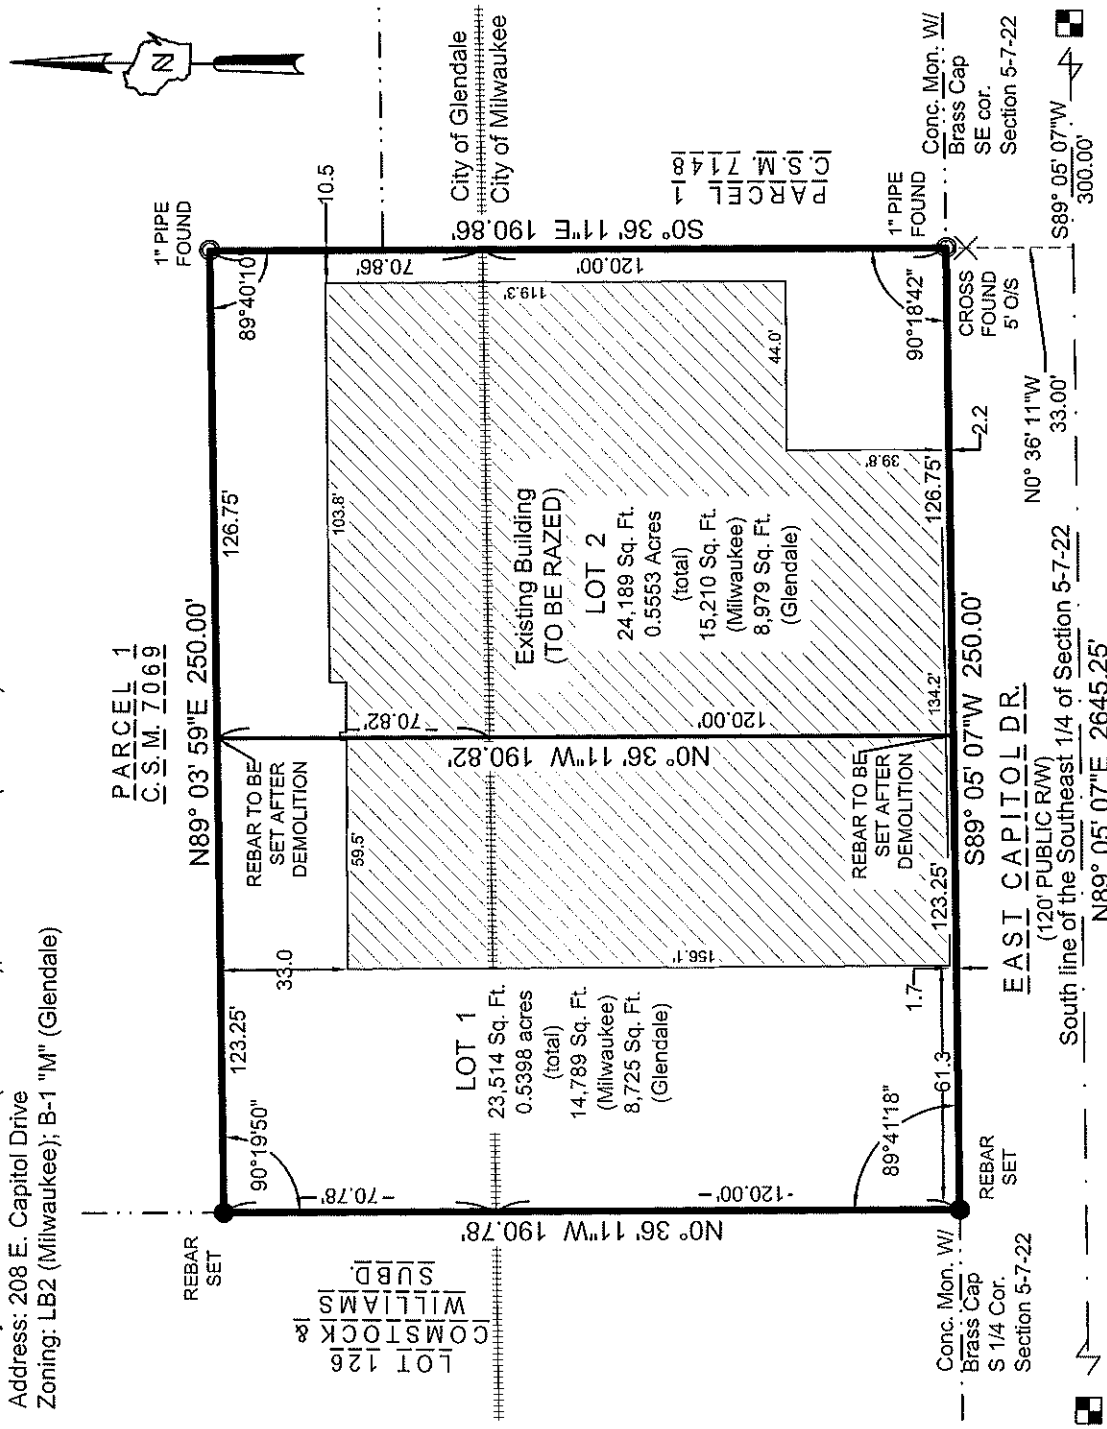 Address: 208 E. Capitol Drive
Zoning: LB2 (Milwaukee); B-1 "M" (Glendale)
N
PARCEL 1
C.S.M. 7069
N89° 03' 59"E 250.00'
123.25'
126.75'
REBAR
SET
1" PIPE
FOUND
90°19'50"
89°40'10"
REBAR TO BE
SET AFTER
DEMOLITION
33.0
10.5
59.5'
103.8'
70.78'
70.82'
70.86'
City of Glendale
City of Milwaukee
LOT 126
COMSTOCK &
WILLIAMS
SUBD.
N0° 36' 11"W 190.78'
N0° 36' 11"W 190.82'
S0° 36' 11"E 190.86'
PARCEL 1
C.S.M. 7148
LOT 1
23,514 Sq. Ft.
0.5398 acres
(total)
14,789 Sq. Ft.
(Milwaukee)
8,725 Sq. Ft.
(Glendale)
Existing Building
(TO BE RAZED)
LOT 2
24,189 Sq. Ft.
0.5553 Acres
(total)
15,210 Sq. Ft.
(Milwaukee)
8,979 Sq. Ft.
(Glendale)
120.00'
120.00'
120.00'
156.1'
119.3'
44.0'
39.8'
89°41'18"
90°18'42"
REBAR TO BE
SET AFTER
DEMOLITION
61.3
1.7
134.2'
2.2
123.25'
126.75'
S89° 05' 07"W 250.00'
REBAR
SET
1" PIPE
FOUND
CROSS
FOUND
5' O/S
Conc. Mon. W/
Brass Cap
S 1/4 Cor.
Section 5-7-22
Conc. Mon. W/
Brass Cap
SE cor.
Section 5-7-22
EAST CAPITOL DR.
(120' PUBLIC R/W)
N0° 36' 11"W
33.00'
S89° 05' 07"W
300.00'
South line of the Southeast 1/4 of Section 5-7-22
N89° 05' 07"E 2645.25'